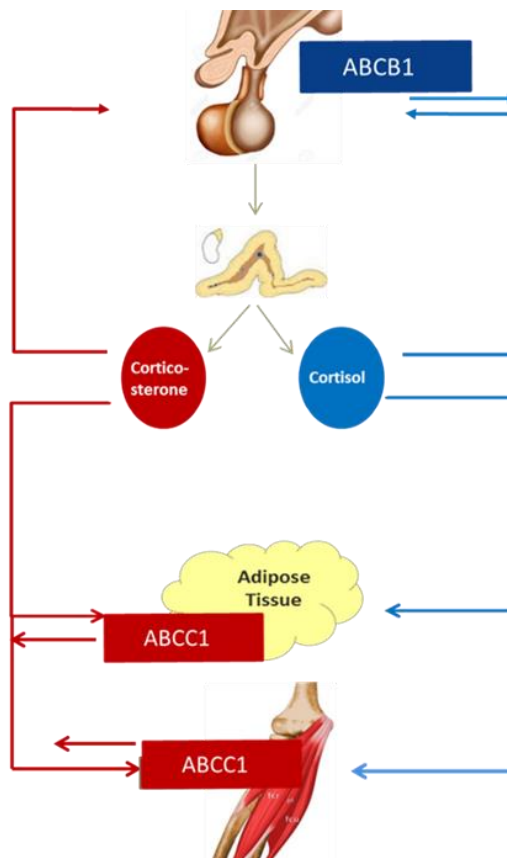 ABCB1
Cortico-
sterone
Cortisol
Adipose
Tissue
ABCC1
ABCC1